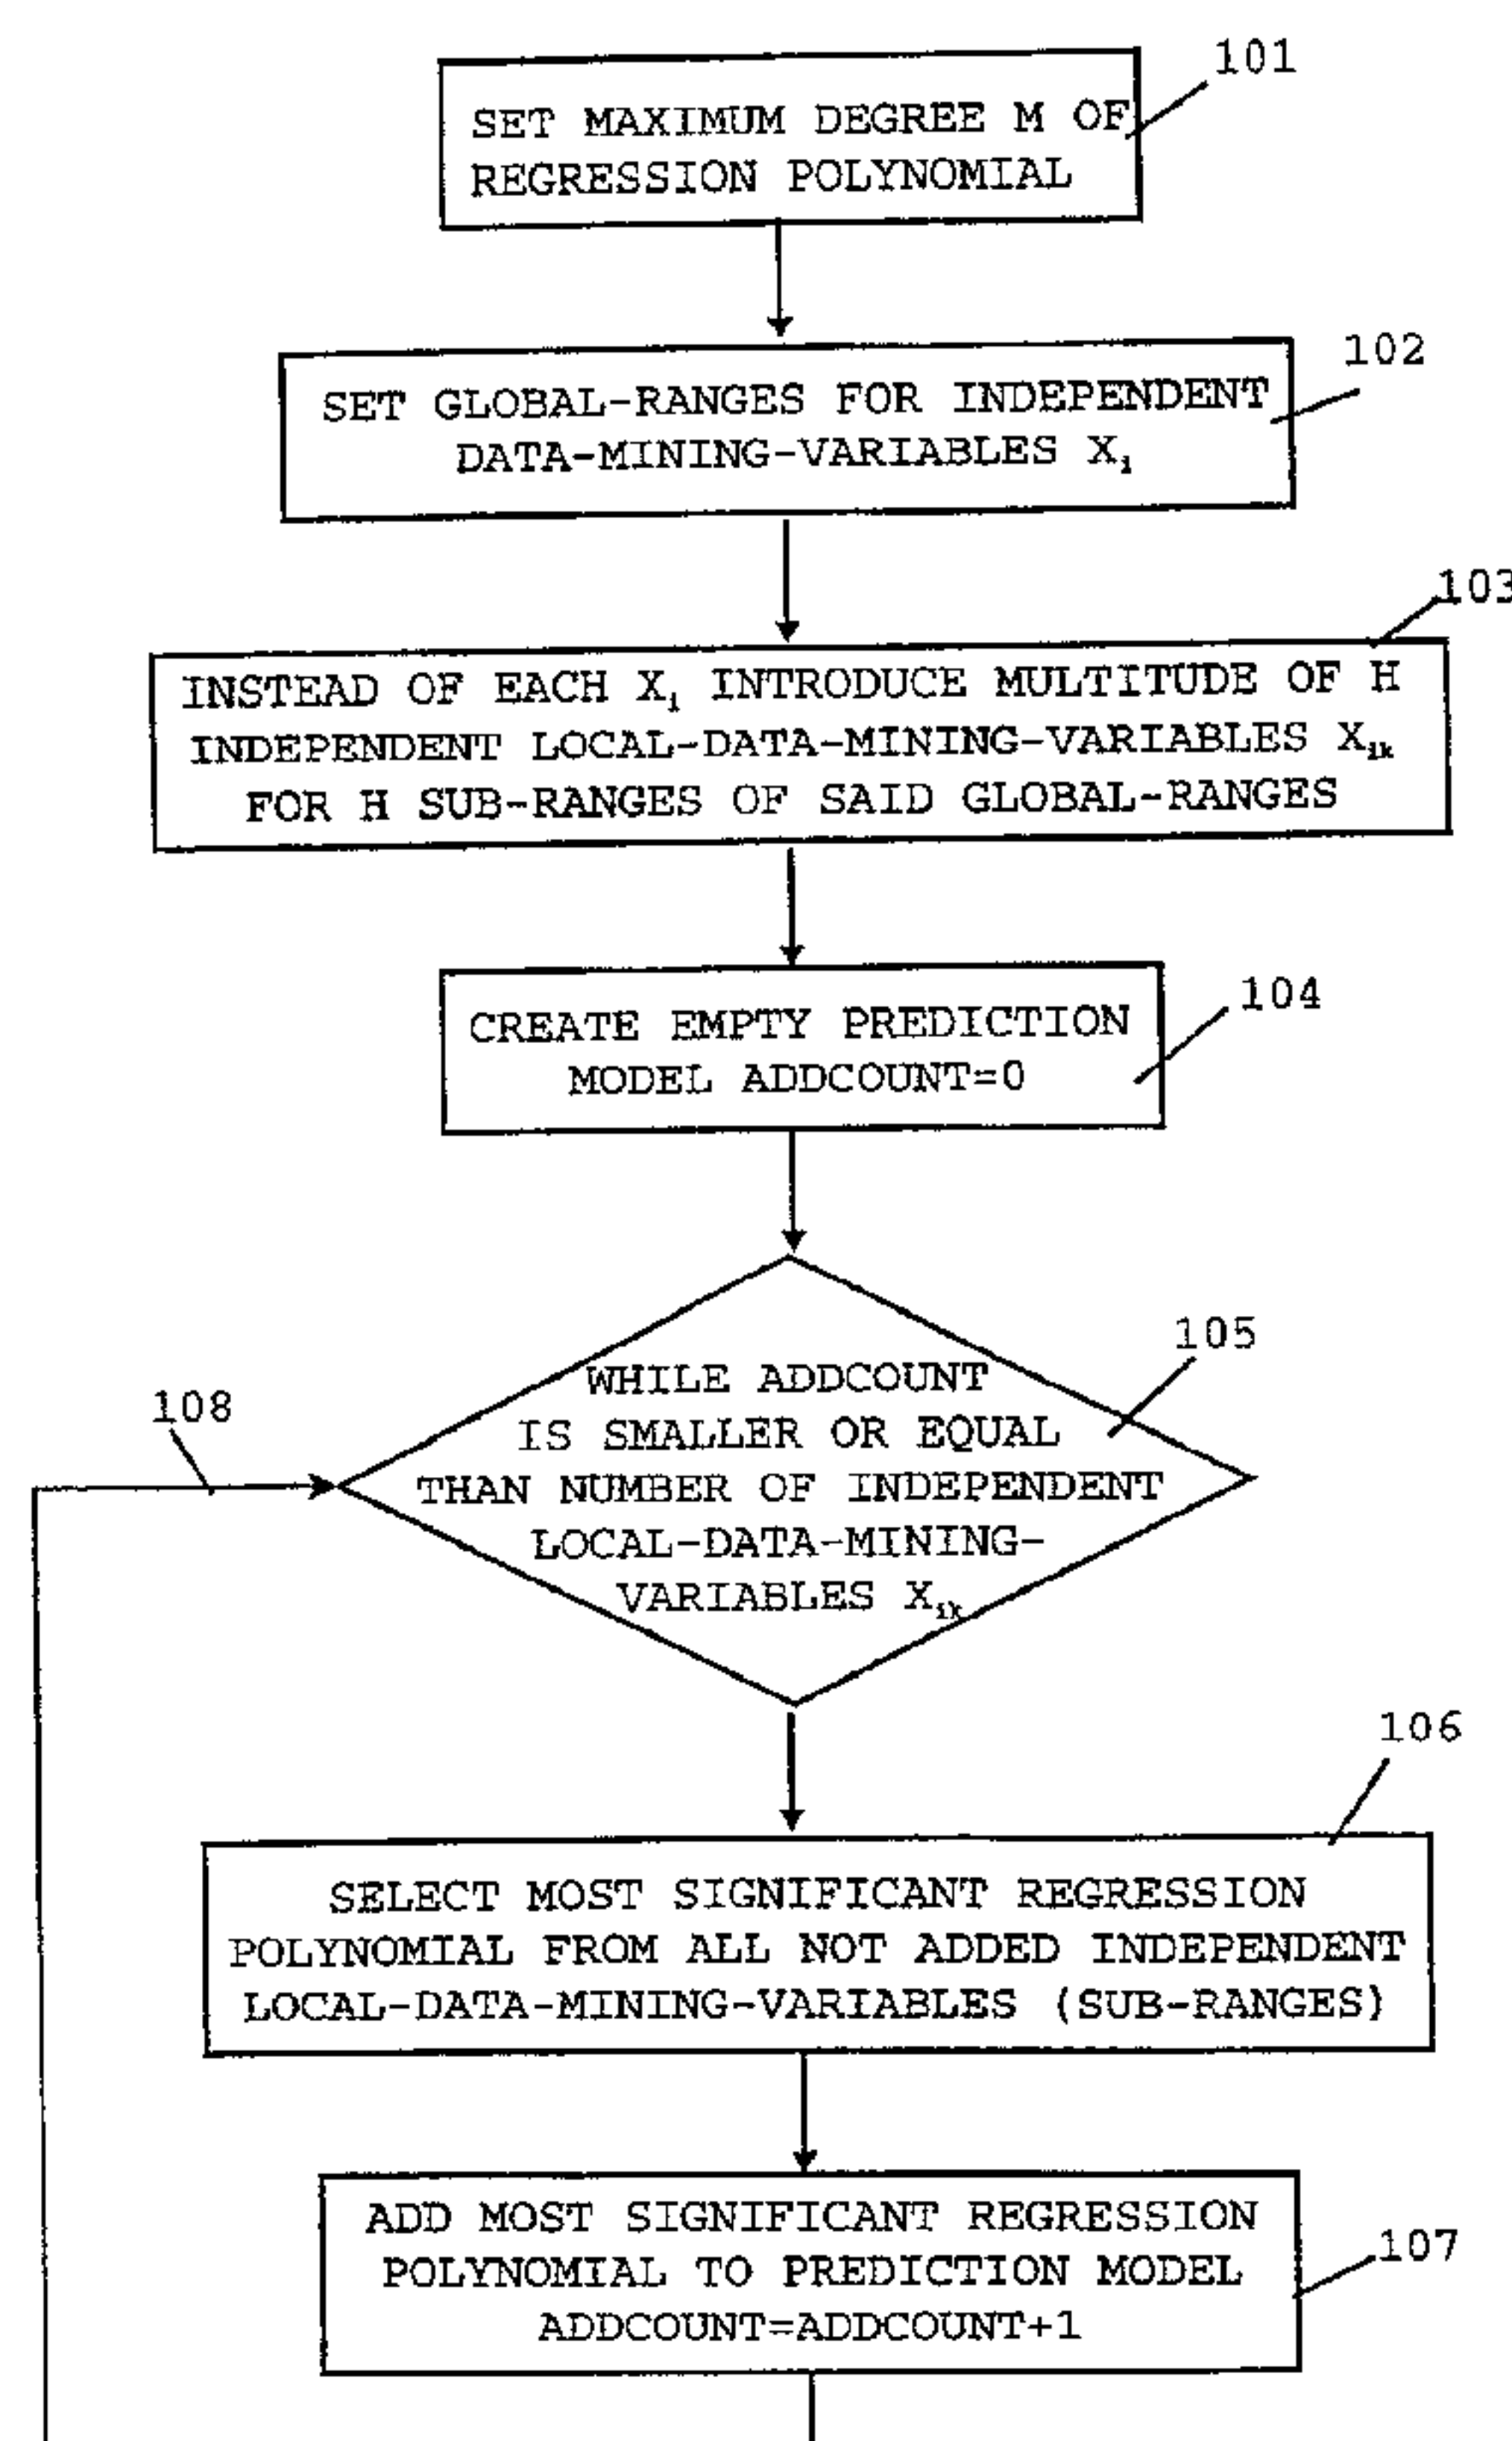 101
SET MAXIMUM DEGREE M OF
REGRESSION POLYNOMIAL
102
SET GLOBAL-RANGES FOR INDEPENDENT
DATA-MINING-VARIABLES Xi
103
INSTEAD OF EACH Xi INTRODUCE MULTITUDE OF H
INDEPENDENT LOCAL-DATA-MINING-VARIABLES Xik
FOR H SUB-RANGES OF SAID GLOBAL-RANGES
104
CREATE EMPTY PREDICTION
MODEL ADDCOUNT=0
105
108
WHILE ADDCOUNT
IS SMALLER OR EQUAL
THAN NUMBER OF INDEPENDENT
LOCAL-DATA-MINING-
VARIABLES Xik
106
SELECT MOST SIGNIFICANT REGRESSION
POLYNOMIAL FROM ALL NOT ADDED INDEPENDENT
LOCAL-DATA-MINING-VARIABLES (SUB-RANGES)
107
ADD MOST SIGNIFICANT REGRESSION
POLYNOMIAL TO PREDICTION MODEL
ADDCOUNT=ADDCOUNT+1